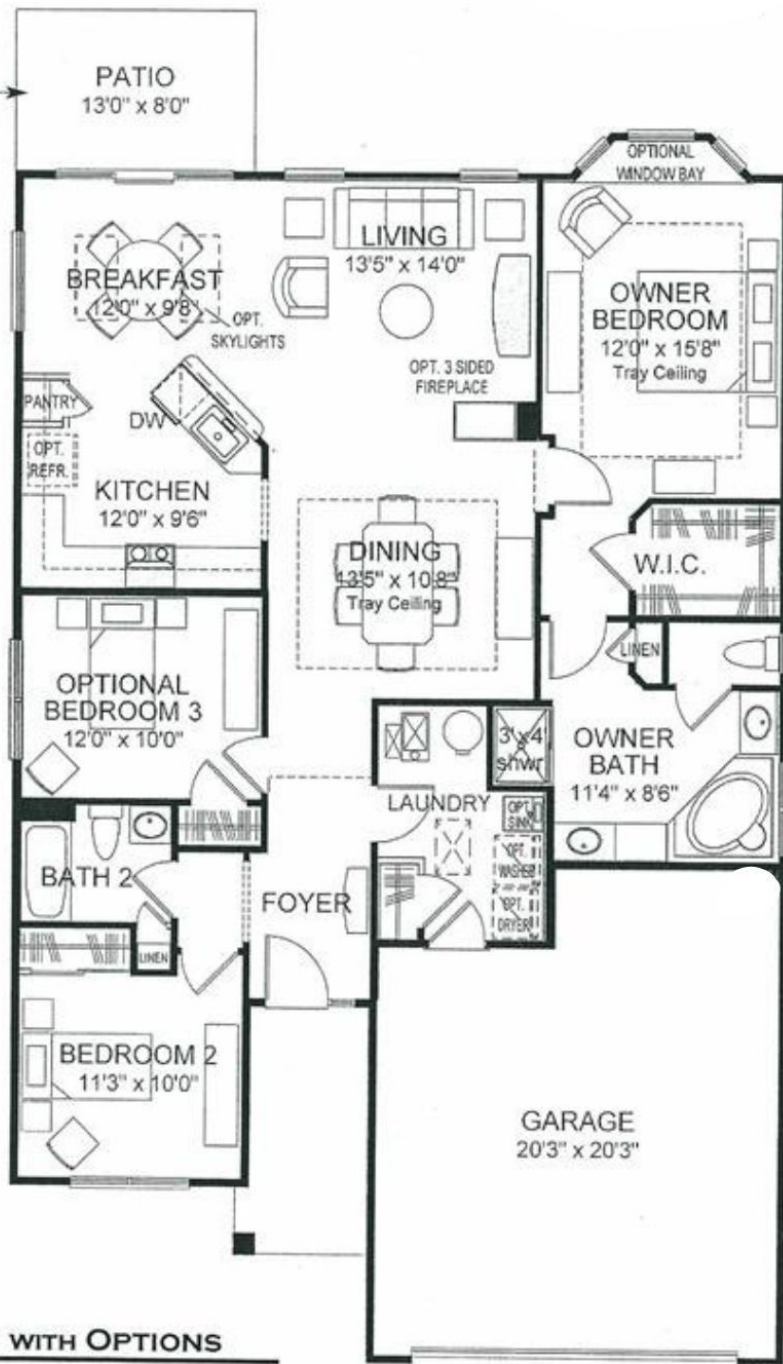 PATIO
13'0" x 8'0"
OPTIONAL
WINDOW BAY
LIVING
13'5" x 14'0"
BREAKFAST
12'0" x 9'8"
OPT.
SKYLIGHTS
OWNER
BEDROOM
12'0" x 15'8"
Tray Ceiling
OPT. 3 SIDED
FIREPLACE
PANTRY
DW
OPT.
REFR.
KITCHEN
12'0" x 9'6"
DINING
13'5" x 10'8"
Tray Ceiling
W.I.C.
LINEN
OPTIONAL
BEDROOM 3
12'0" x 10'0"
3' x 4'
shwr
OWNER
BATH
11'4" x 8'6"
LAUNDRY
OPT.
SINK
OPT.
WASHER
OPT.
DRYER
BATH 2
FOYER
LINEN
BEDROOM 2
11'3" x 10'0"
GARAGE
20'3" x 20'3"
WITH OPTIONS